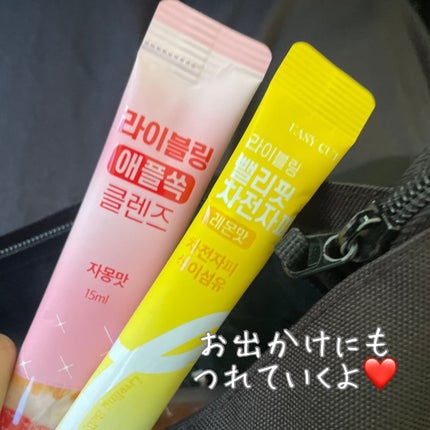 라이블링
애플쏙
클렌즈
자몽맛
15ml
EASY CUT
라이블링
빨리핏
차전자피
레몬맛
차전자피
식이섬유
お出かけにも
つれていくよ❤️